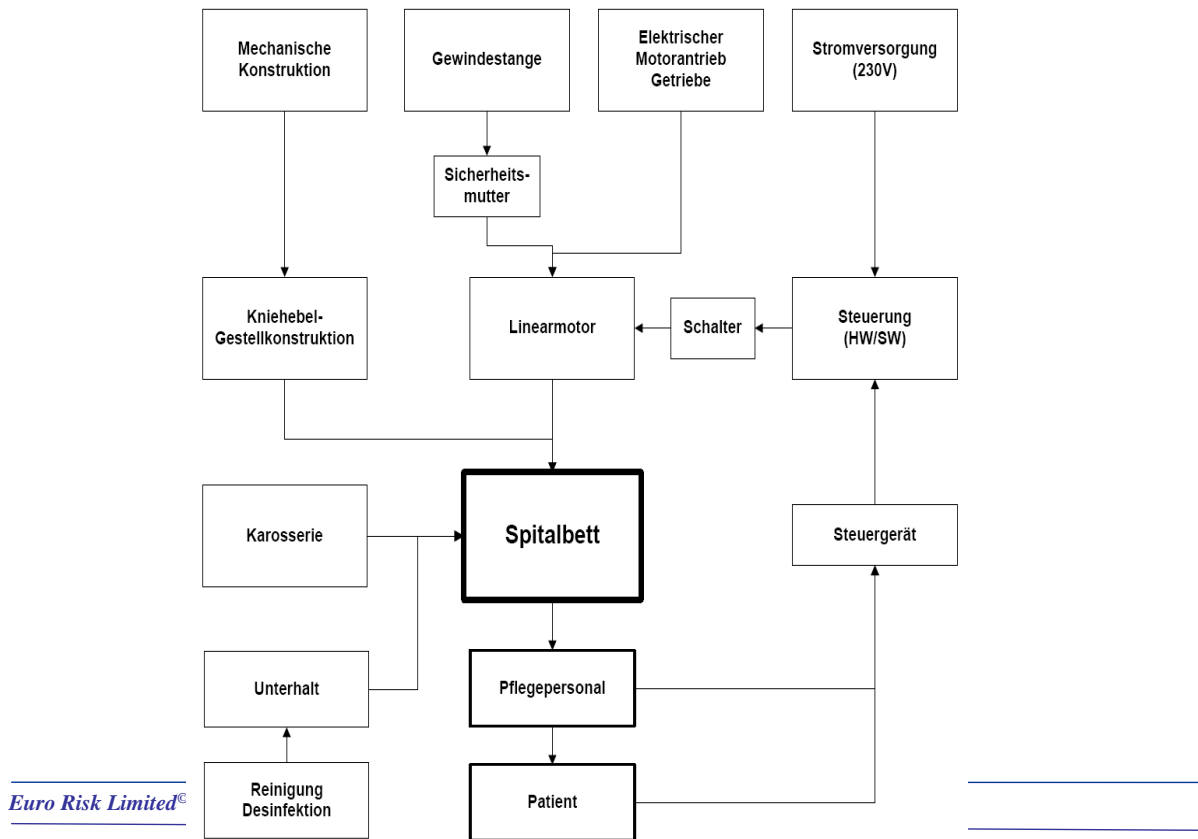 Mechanische
Konstruktion
Gewindestange
Elektrischer
Motorantrieb
Getriebe
Stromversorgung
(230V)
Sicherheits-
mutter
Kniehebel-
Gestellkonstruktion
Linearmotor
Schalter
Steuerung
(HW/SW)
Karosserie
Spitalbett
Steuergerät
Unterhalt
Pflegepersonal
Reinigung
Desinfektion
Patient
Euro Risk Limited©